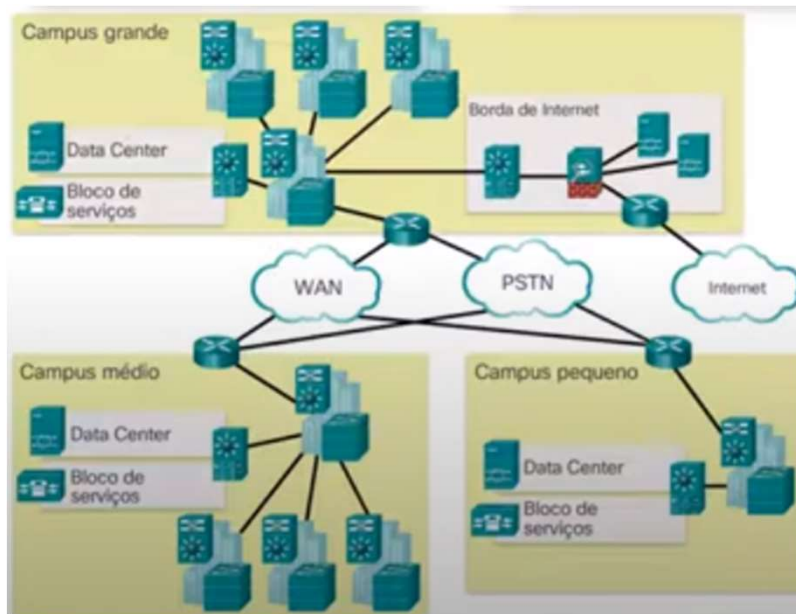 Campus grande
Borda de Internet
Data Center
Bloco de
serviços
WAN
PSTN
Internet
Campus médio
Data Center
Bloco de
serviços
Campus pequeno
Data Center
Bloco de
serviços